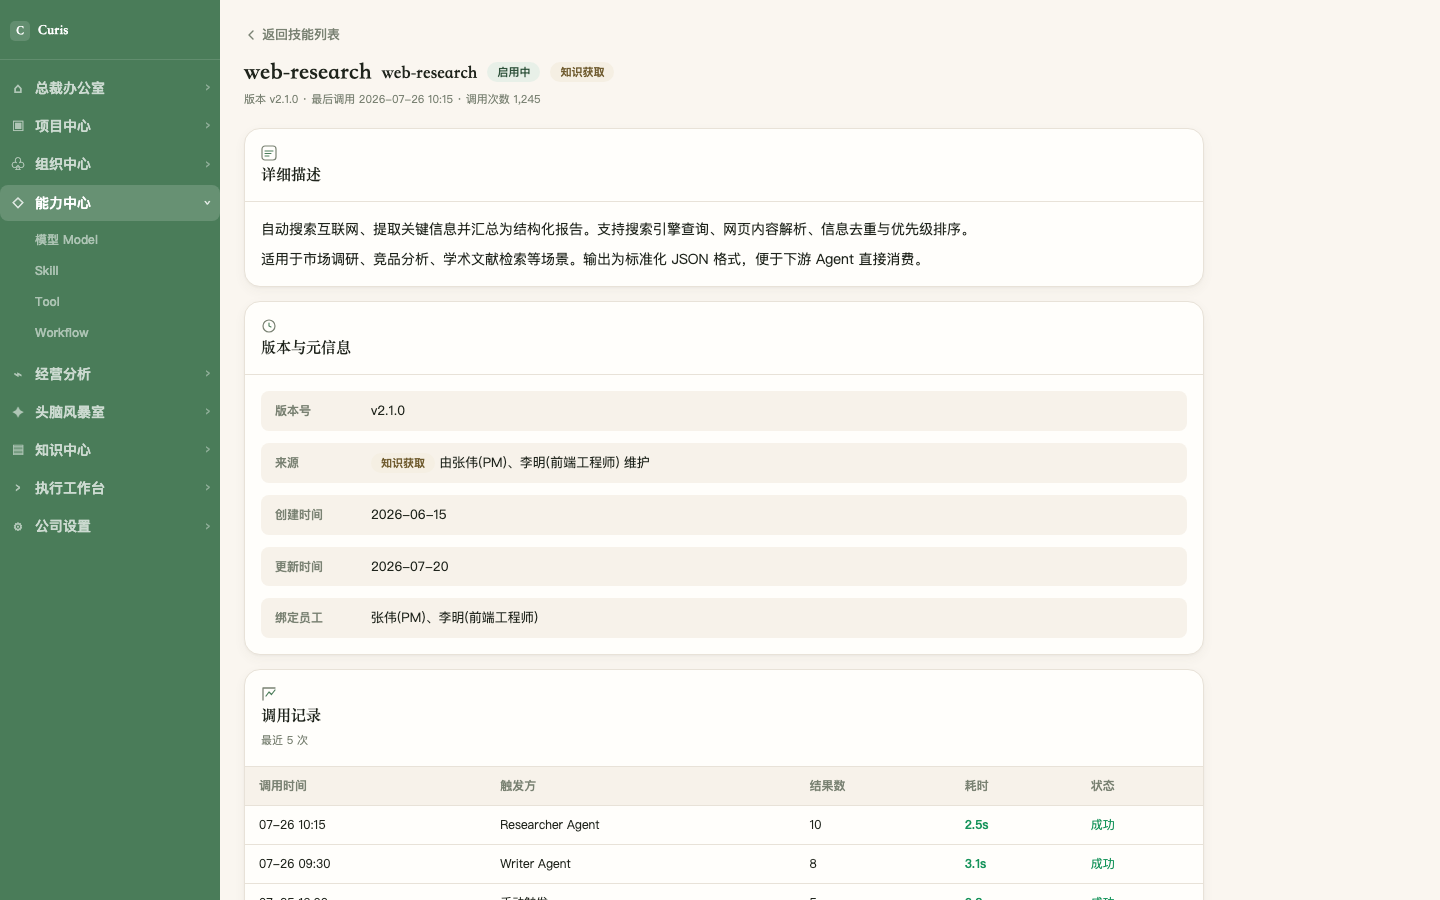 C Curis
总裁办公室
项目中心
组织中心
能力中心
模型 Model
Skill
Tool
Workflow
经营分析
头脑风暴室
知识中心
执行工作台
公司设置
返回技能列表
web-research web-research 启用中 知识获取
版本 v2.1.0 · 最后调用 2026-07-26 10:15 · 调用次数 1,245
详细描述
自动搜索互联网、提取关键信息并汇总为结构化报告。支持搜索引擎查询、网页内容解析、信息去重与优先级排序。
适用于市场调研、竞品分析、学术文献检索等场景。输出为标准化 JSON 格式，便于下游 Agent 直接消费。
版本与元信息
版本号 v2.1.0
来源 知识获取 由张伟(PM)、李明(前端工程师) 维护
创建时间 2026-06-15
更新时间 2026-07-20
绑定员工 张伟(PM)、李明(前端工程师)
调用记录
最近 5 次
调用时间 触发方 结果数 耗时 状态
07-26 10:15 Researcher Agent 10 2.5s 成功
07-26 09:30 Writer Agent 8 3.1s 成功